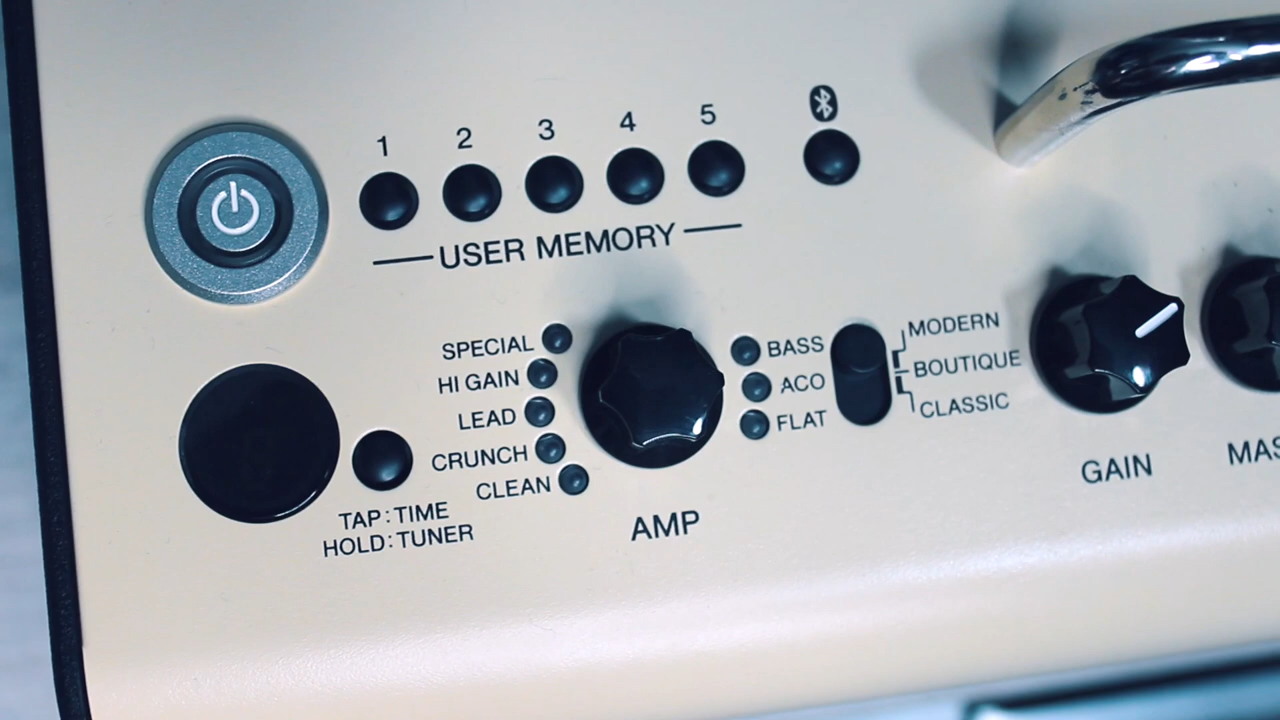 1 2 3 4 5
USER MEMORY
SPECIAL
HI GAIN
LEAD
CRUNCH
CLEAN
TAP:TIME
HOLD:TUNER
AMP
BASS
ACO
FLAT
MODERN
BOUTIQUE
CLASSIC
GAIN
MAS